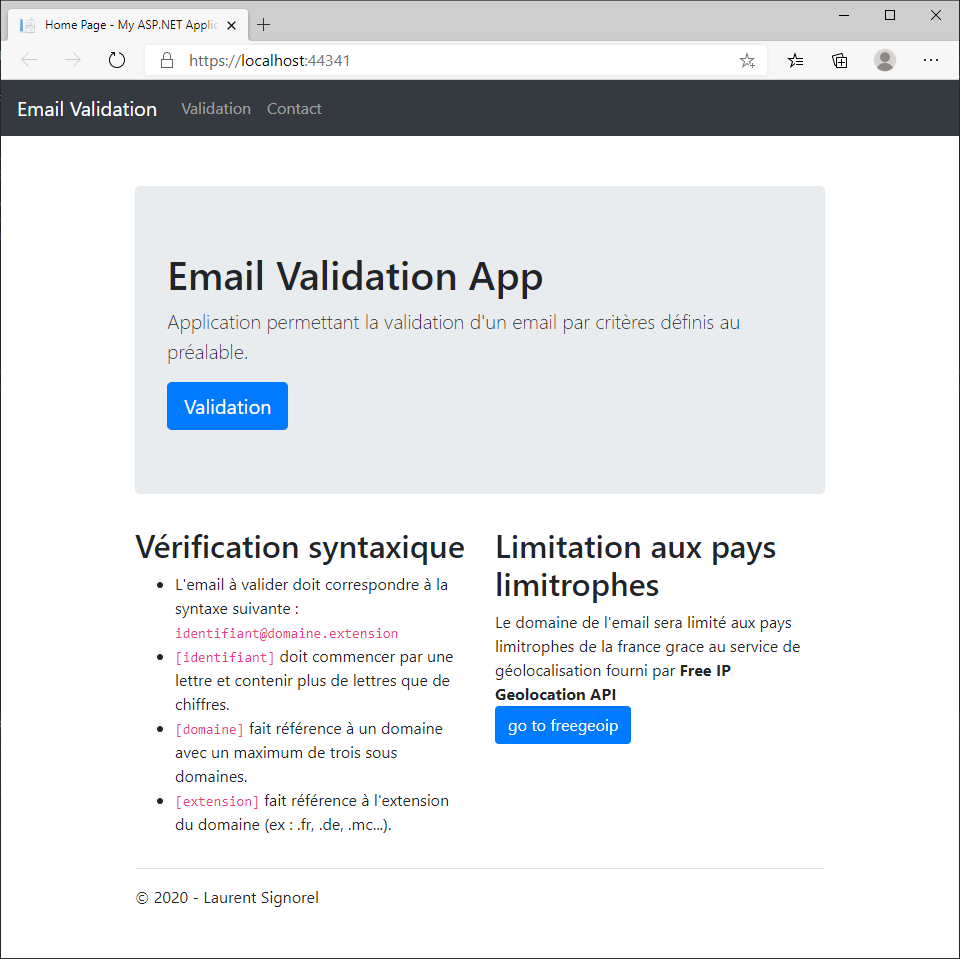 Home Page - My ASP.NET Applic
https://localhost:44341
Email Validation Validation Contact
Email Validation App
Application permettant la validation d'un email par critères définis au
préalable.
Validation
Vérification syntaxique
L'email à valider doit correspondre à la
syntaxe suivante :
identifiant@domaine.extension
[identifiant] doit commencer par une
lettre et contenir plus de lettres que de
chiffres.
[domaine] fait référence à un domaine
avec un maximum de trois sous
domaines.
[extension] fait référence à l'extension
du domaine (ex : .fr, .de, .mc...).
Limitation aux pays
limitrophes
Le domaine de l'email sera limité aux pays
limitrophes de la france grace au service de
géolocalisation fourni par Free IP
Geolocation API
go to freegeoip
© 2020 - Laurent Signorel